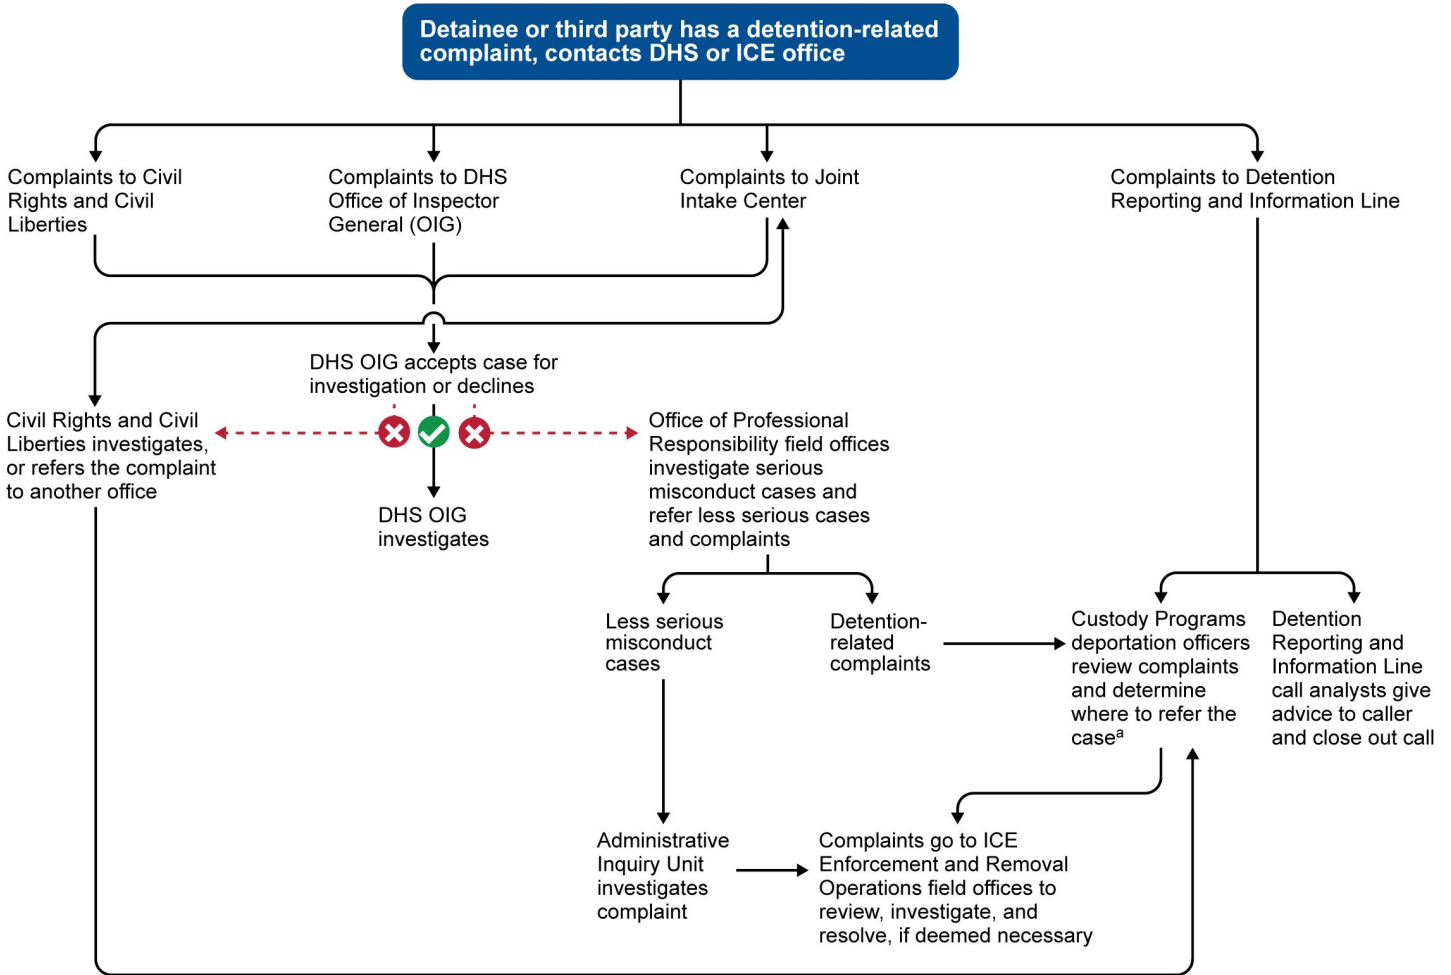 Detainee or third party has a detention-related
complaint, contacts DHS or ICE office
Complaints to Civil
Rights and Civil
Liberties
Complaints to DHS
Office of Inspector
General (OIG)
Complaints to Joint
Intake Center
Complaints to Detention
Reporting and Information Line
DHS OIG accepts case for
investigation or declines
Civil Rights and Civil
Liberties investigates,
or refers the complaint
to another office
DHS OIG
investigates
Office of Professional
Responsibility field offices
investigate serious
misconduct cases and
refer less serious cases
and complaints
Less serious
misconduct
cases
Detention-
related
complaints
Custody Programs
deportation officers
review complaints
and determine
where to refer the
caseᵃ
Detention
Reporting and
Information Line
call analysts give
advice to caller
and close out call
Administrative
Inquiry Unit
investigates
complaint
Complaints go to ICE
Enforcement and Removal
Operations field offices to
review, investigate, and
resolve, if deemed necessary